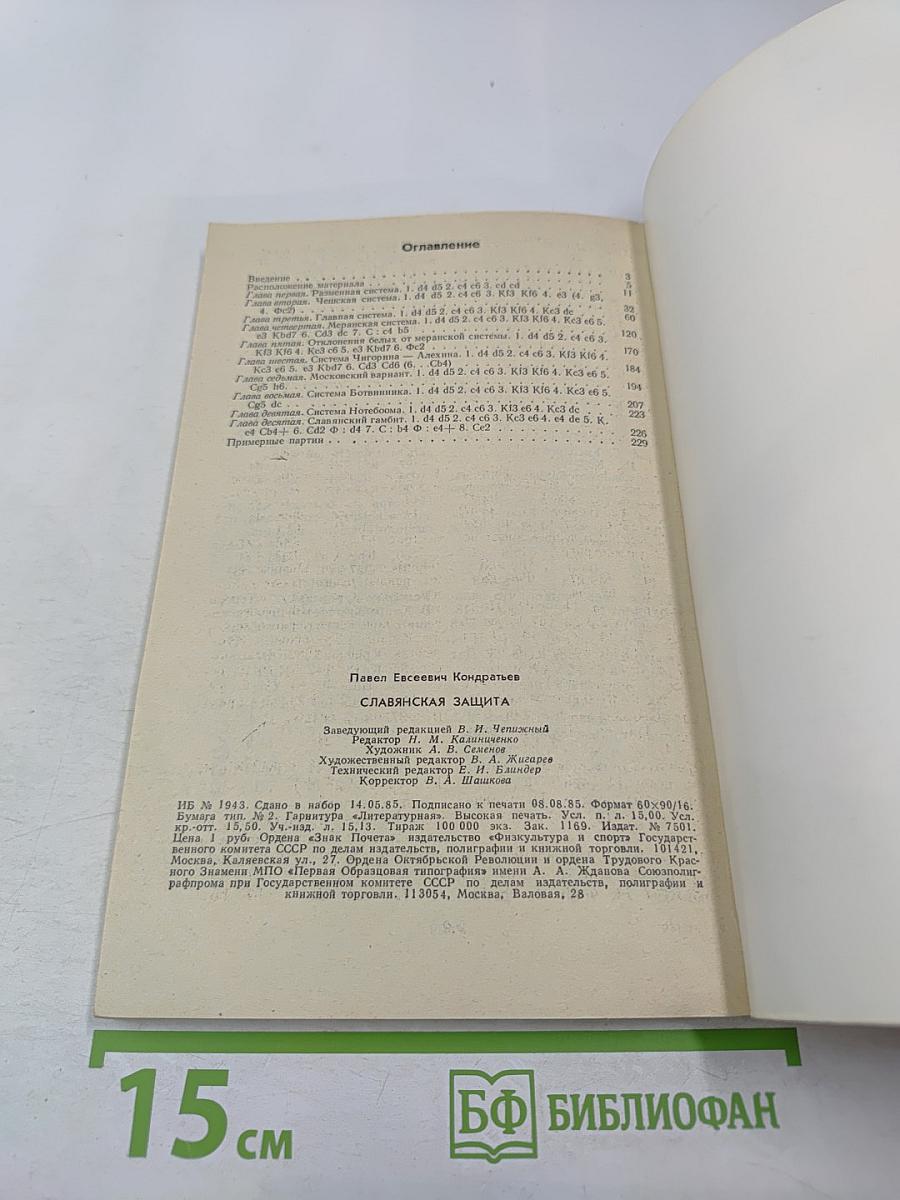 Оглавление
Введение . . . 3
Расположение материала . . . 5
Глава первая. Разменная система. 1. d4 d5 2. c4 c6 3. cd cd . . . 11
Глава вторая. Чешская система. 1. d4 d5 2. c4 c6 3. Kf3 Kf6 4. e3 (4. g3,
4. Фc2) . . . 32
Глава третья. Главная система. 1. d4 d5 2. c4 c6 3. Kf3 Kf6 4. Kc3 dc . . . 60
Глава четвертая. Меранская система. 1. d4 d5 2. c4 c6 3. Kf3 Kf6 4. Kc3 e6 5.
e3 Kbd7 6. Cd3 dc 7. C : c4 b5 . . . 120
Глава пятая. Отклонения белых от меранской системы. 1. d4 d5 2. c4 c6 3.
Kf3 Kf6 4. Kc3 e6 5. e3 Kbd7 6. Фc2 . . . 170
Глава шестая. Система Чигорина — Алехина. 1. d4 d5 2. c4 c6 3. Kf3 Kf6 4.
Kc3 e6 5. e3 Kbd7 6. Cd3 Cd6 (6. . .Cb4) . . . 184
Глава седьмая. Московский вариант. 1. d4 d5 2. c4 c6 3. Kf3 Kf6 4. Kc3 e6 5.
Cg5 h6 . . . 194
Глава восьмая. Система Ботвинника. 1. d4 d5 2. c4 c6 3. Kf3 Kf6 4. Kc3 e6 5.
Cg5 dc . . . 207
Глава девятая. Система Нотебоома. 1. d4 d5 2. c4 c6 3. Kf3 e6 4. Kc3 dc . . . 223
Глава десятая. Славянский гамбит. 1. d4 d5 2. c4 c6 3. Kc3 e6 4. e4 de 5. K.
e4 Cb4+ 6. Cd2 Ф : d4 7. C : b4 Ф : e4+ 8. Ce2 . . . 226
Примерные партии . . . 229
Павел Евсеевич Кондратьев
СЛАВЯНСКАЯ ЗАЩИТА
Заведующий редакцией В. И. Чепижный
Редактор Н. М. Калиниченко
Художник А. В. Семенов
Художественный редактор В. А. Жигарев
Технический редактор Е. И. Блиндер
Корректор В. А. Шашкова
ИБ № 1943. Сдано в набор 14.05.85. Подписано к печати 08.08.85. Формат 60×90/16.
Бумага тип. № 2. Гарнитура «Литературная». Высокая печать. Усл. п. л. 15,00. Усл.
кр.-отт. 15,50. Уч.-изд. л. 15,13. Тираж 100 000 экз. Зак. 1169. Издат. № 7501.
Цена 1 руб. Ордена «Знак Почета» издательство «Физкультура и спорт» Государст-
венного комитета СССР по делам издательств, полиграфии и книжной торговли. 101421,
Москва, Каляевская ул., 27. Ордена Октябрьской Революции и ордена Трудового Крас-
ного Знамени МПО «Первая Образцовая типография» имени А. А. Жданова Союзполиг-
рафпрома при Государственном комитете СССР по делам издательств, полиграфии и
книжной торговли. 113054, Москва, Валовая, 28
15 см
БФ БИБЛИОФАН